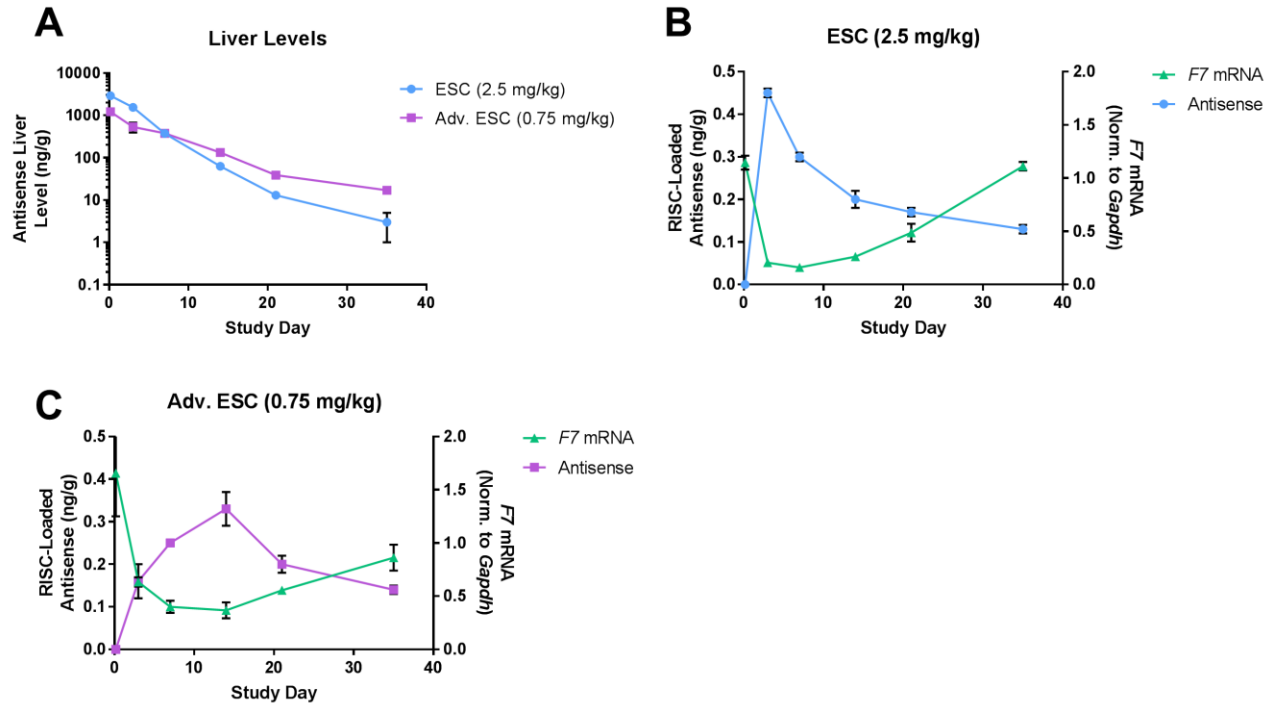 A
Liver Levels
Antisense Liver
Level (ng/g)
10000
1000
100
10
1
0.1
0
10
20
30
40
Study Day
ESC (2.5 mg/kg)
Adv. ESC (0.75 mg/kg)
B
ESC (2.5 mg/kg)
RISC-Loaded
Antisense (ng/g)
0.5
0.4
0.3
0.2
0.1
0.0
0
10
20
30
40
Study Day
2.0
1.5
1.0
0.5
0.0
F7 mRNA
(Norm. to Gapdh)
F7 mRNA
Antisense
C
Adv. ESC (0.75 mg/kg)
RISC-Loaded
Antisense (ng/g)
0.5
0.4
0.3
0.2
0.1
0.0
0
10
20
30
40
Study Day
2.0
1.5
1.0
0.5
0.0
F7 mRNA
(Norm. to Gapdh)
F7 mRNA
Antisense